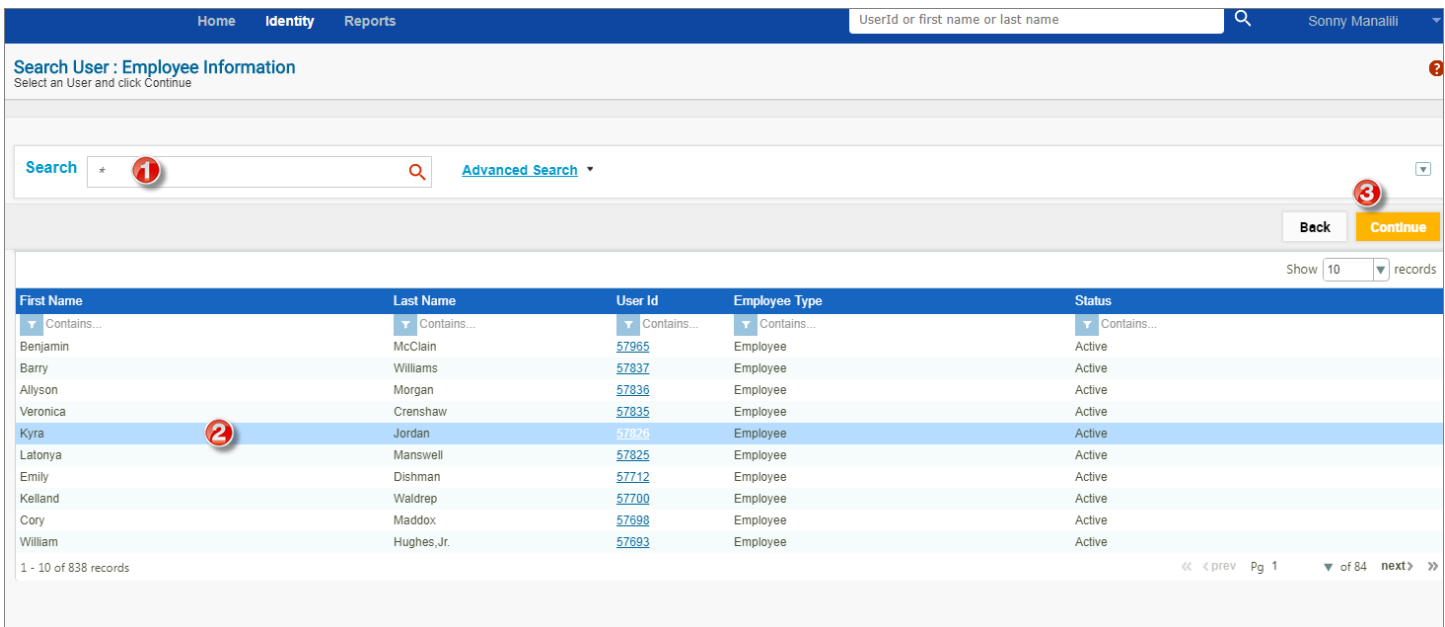 Home Identity Reports UserId or first name or last name Sonny Manalili
Search User : Employee Information
Select an User and click Continue
?
Search * 1 Advanced Search
3
Back Continue
Show 10 records
First Name Last Name User Id Employee Type Status
Contains... Contains... Contains... Contains... Contains...
Benjamin McClain 57965 Employee Active
Barry Williams 57837 Employee Active
Allyson Morgan 57836 Employee Active
Veronica Crenshaw 57835 Employee Active
Kyra 2 Jordan 57826 Employee Active
Latonya Manswell 57825 Employee Active
Emily Dishman 57712 Employee Active
Kelland Waldrep 57700 Employee Active
Cory Maddox 57698 Employee Active
William Hughes,Jr. 57693 Employee Active
1 - 10 of 838 records « ‹ prev Pg 1 of 84 next › »